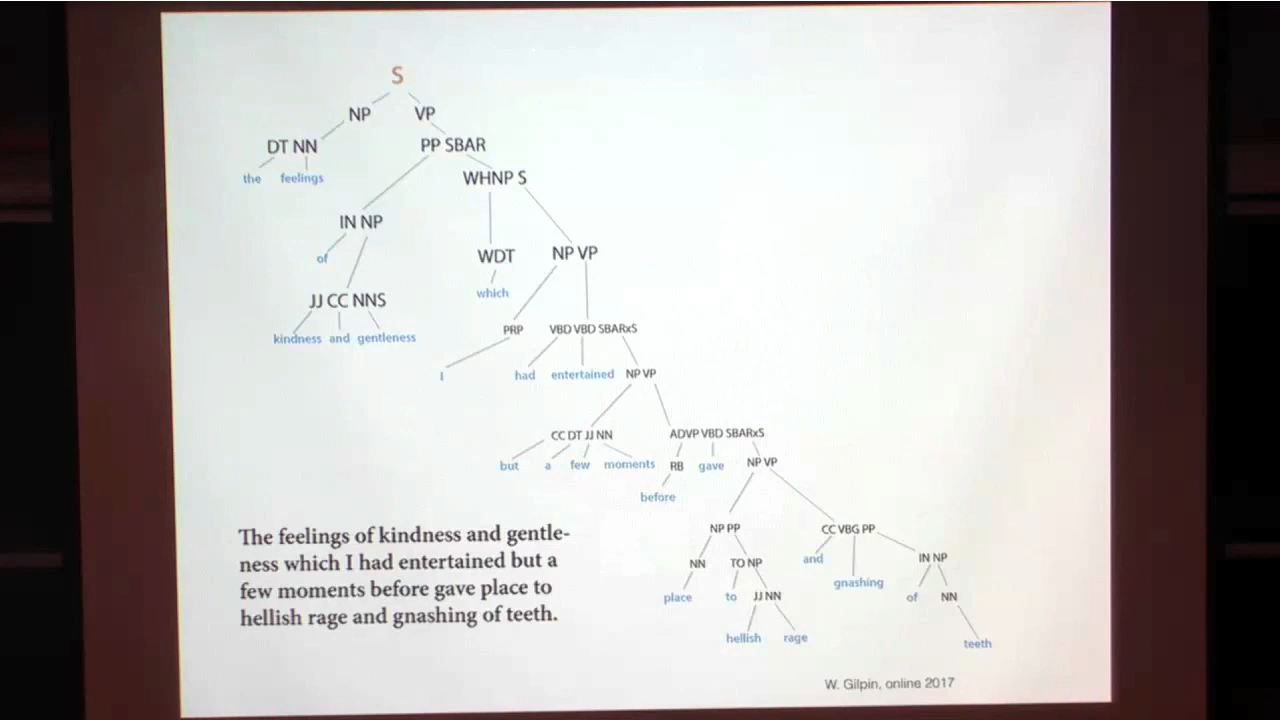 S
NP VP
DT NN PP SBAR
the feelings WHNP S
IN NP
of WDT NP VP
which
JJ CC NNS
kindness and gentleness PRP VBD VBD SBARxS
I had entertained NP VP
CC DT JJ NN ADVP VBD SBARxS
but a few moments RB gave NP VP
before
NP PP CC VBG PP
NN TO NP and IN NP
gnashing
place to JJ NN of NN
hellish rage teeth
The feelings of kindness and gentle-
ness which I had entertained but a
few moments before gave place to
hellish rage and gnashing of teeth.
W. Gilpin, online 2017